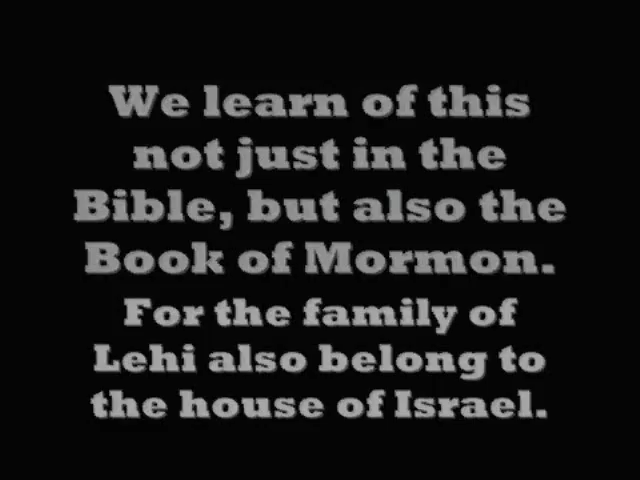 We learn of this
not just in the
Bible, but also the
Book of Mormon.
For the family of
Lehi also belong to
the house of Israel.